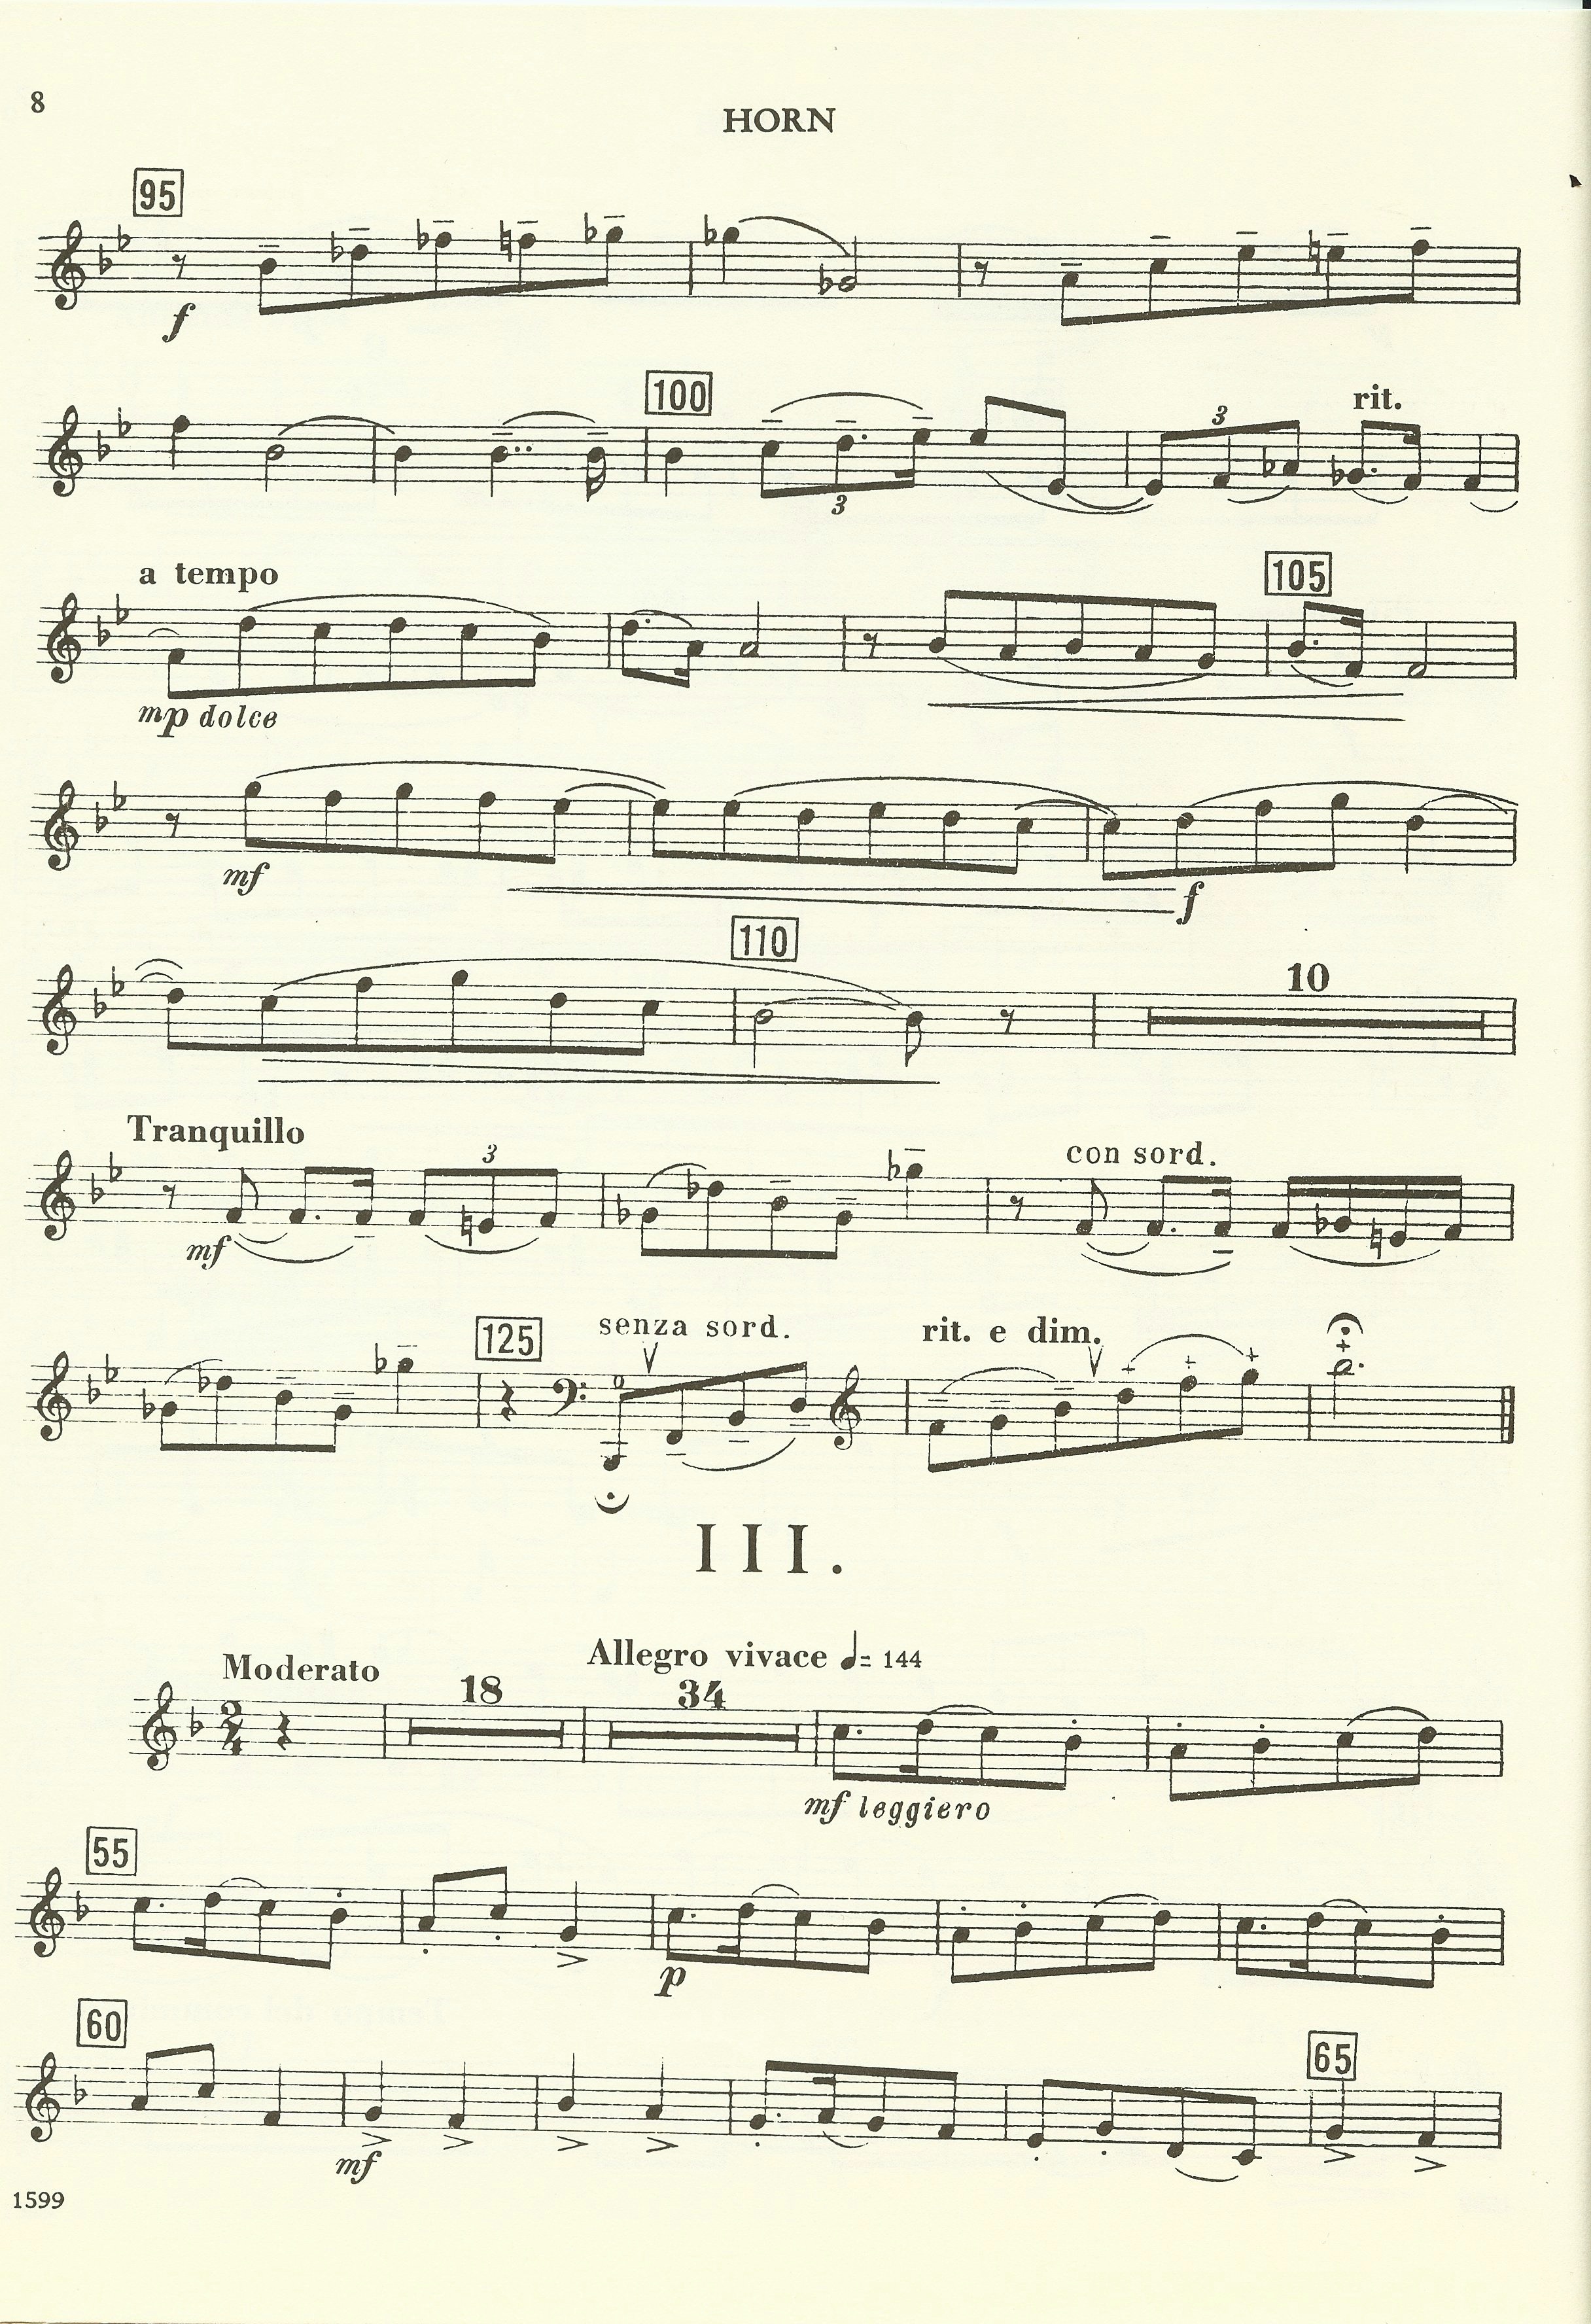 8
HORN
95
f
100
rit.
3
3
a tempo
105
mp dolce
mf
f
110
10
Tranquillo
3
con sord.
mf
125
senza sord.
rit. e dim.
III.
Moderato
Allegro vivace ♩= 144
18
34
2
4
mf leggiero
55
p
60
65
mf
1599